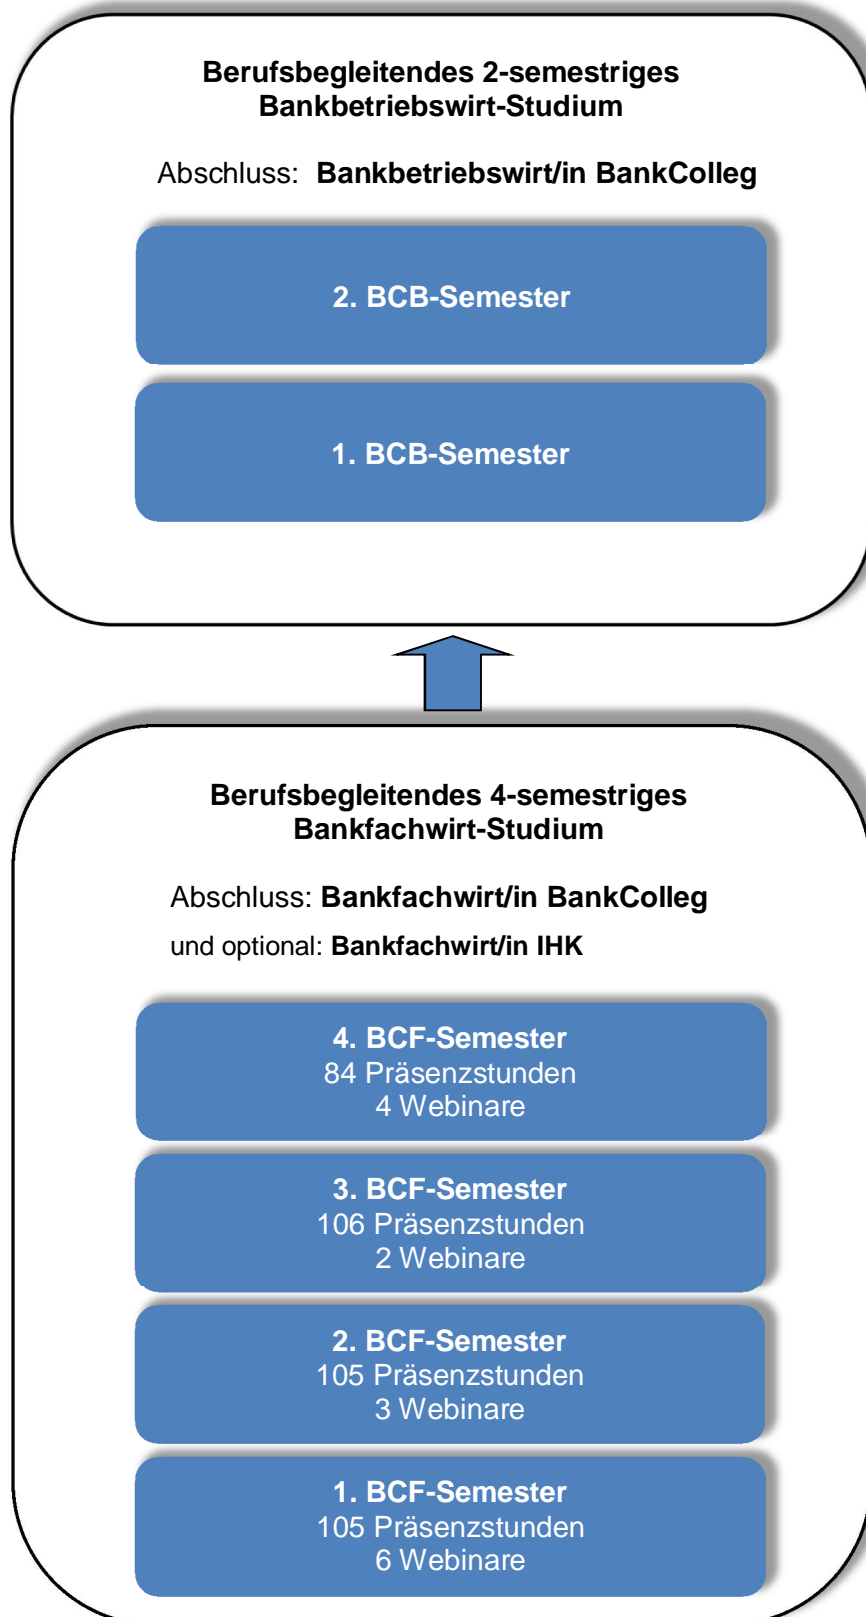 Berufsbegleitendes 2-semestriges
Bankbetriebswirt-Studium
Abschluss: Bankbetriebswirt/in BankColleg
2. BCB-Semester
1. BCB-Semester
Berufsbegleitendes 4-semestriges
Bankfachwirt-Studium
Abschluss: Bankfachwirt/in BankColleg
und optional: Bankfachwirt/in IHK
4. BCF-Semester
84 Präsenzstunden
4 Webinare
3. BCF-Semester
106 Präsenzstunden
2 Webinare
2. BCF-Semester
105 Präsenzstunden
3 Webinare
1. BCF-Semester
105 Präsenzstunden
6 Webinare